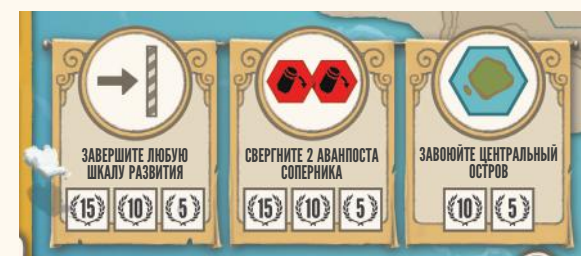 ЗАВЕРШИТЕ ЛЮБУЮ
ШКАЛУ РАЗВИТИЯ
15 10 5
СВЕРГНИТЕ 2 АВАНПОСТА
СОПЕРНИКА
15 10 5
ЗАВОЮЙТЕ ЦЕНТРАЛЬНЫЙ
ОСТРОВ
10 5